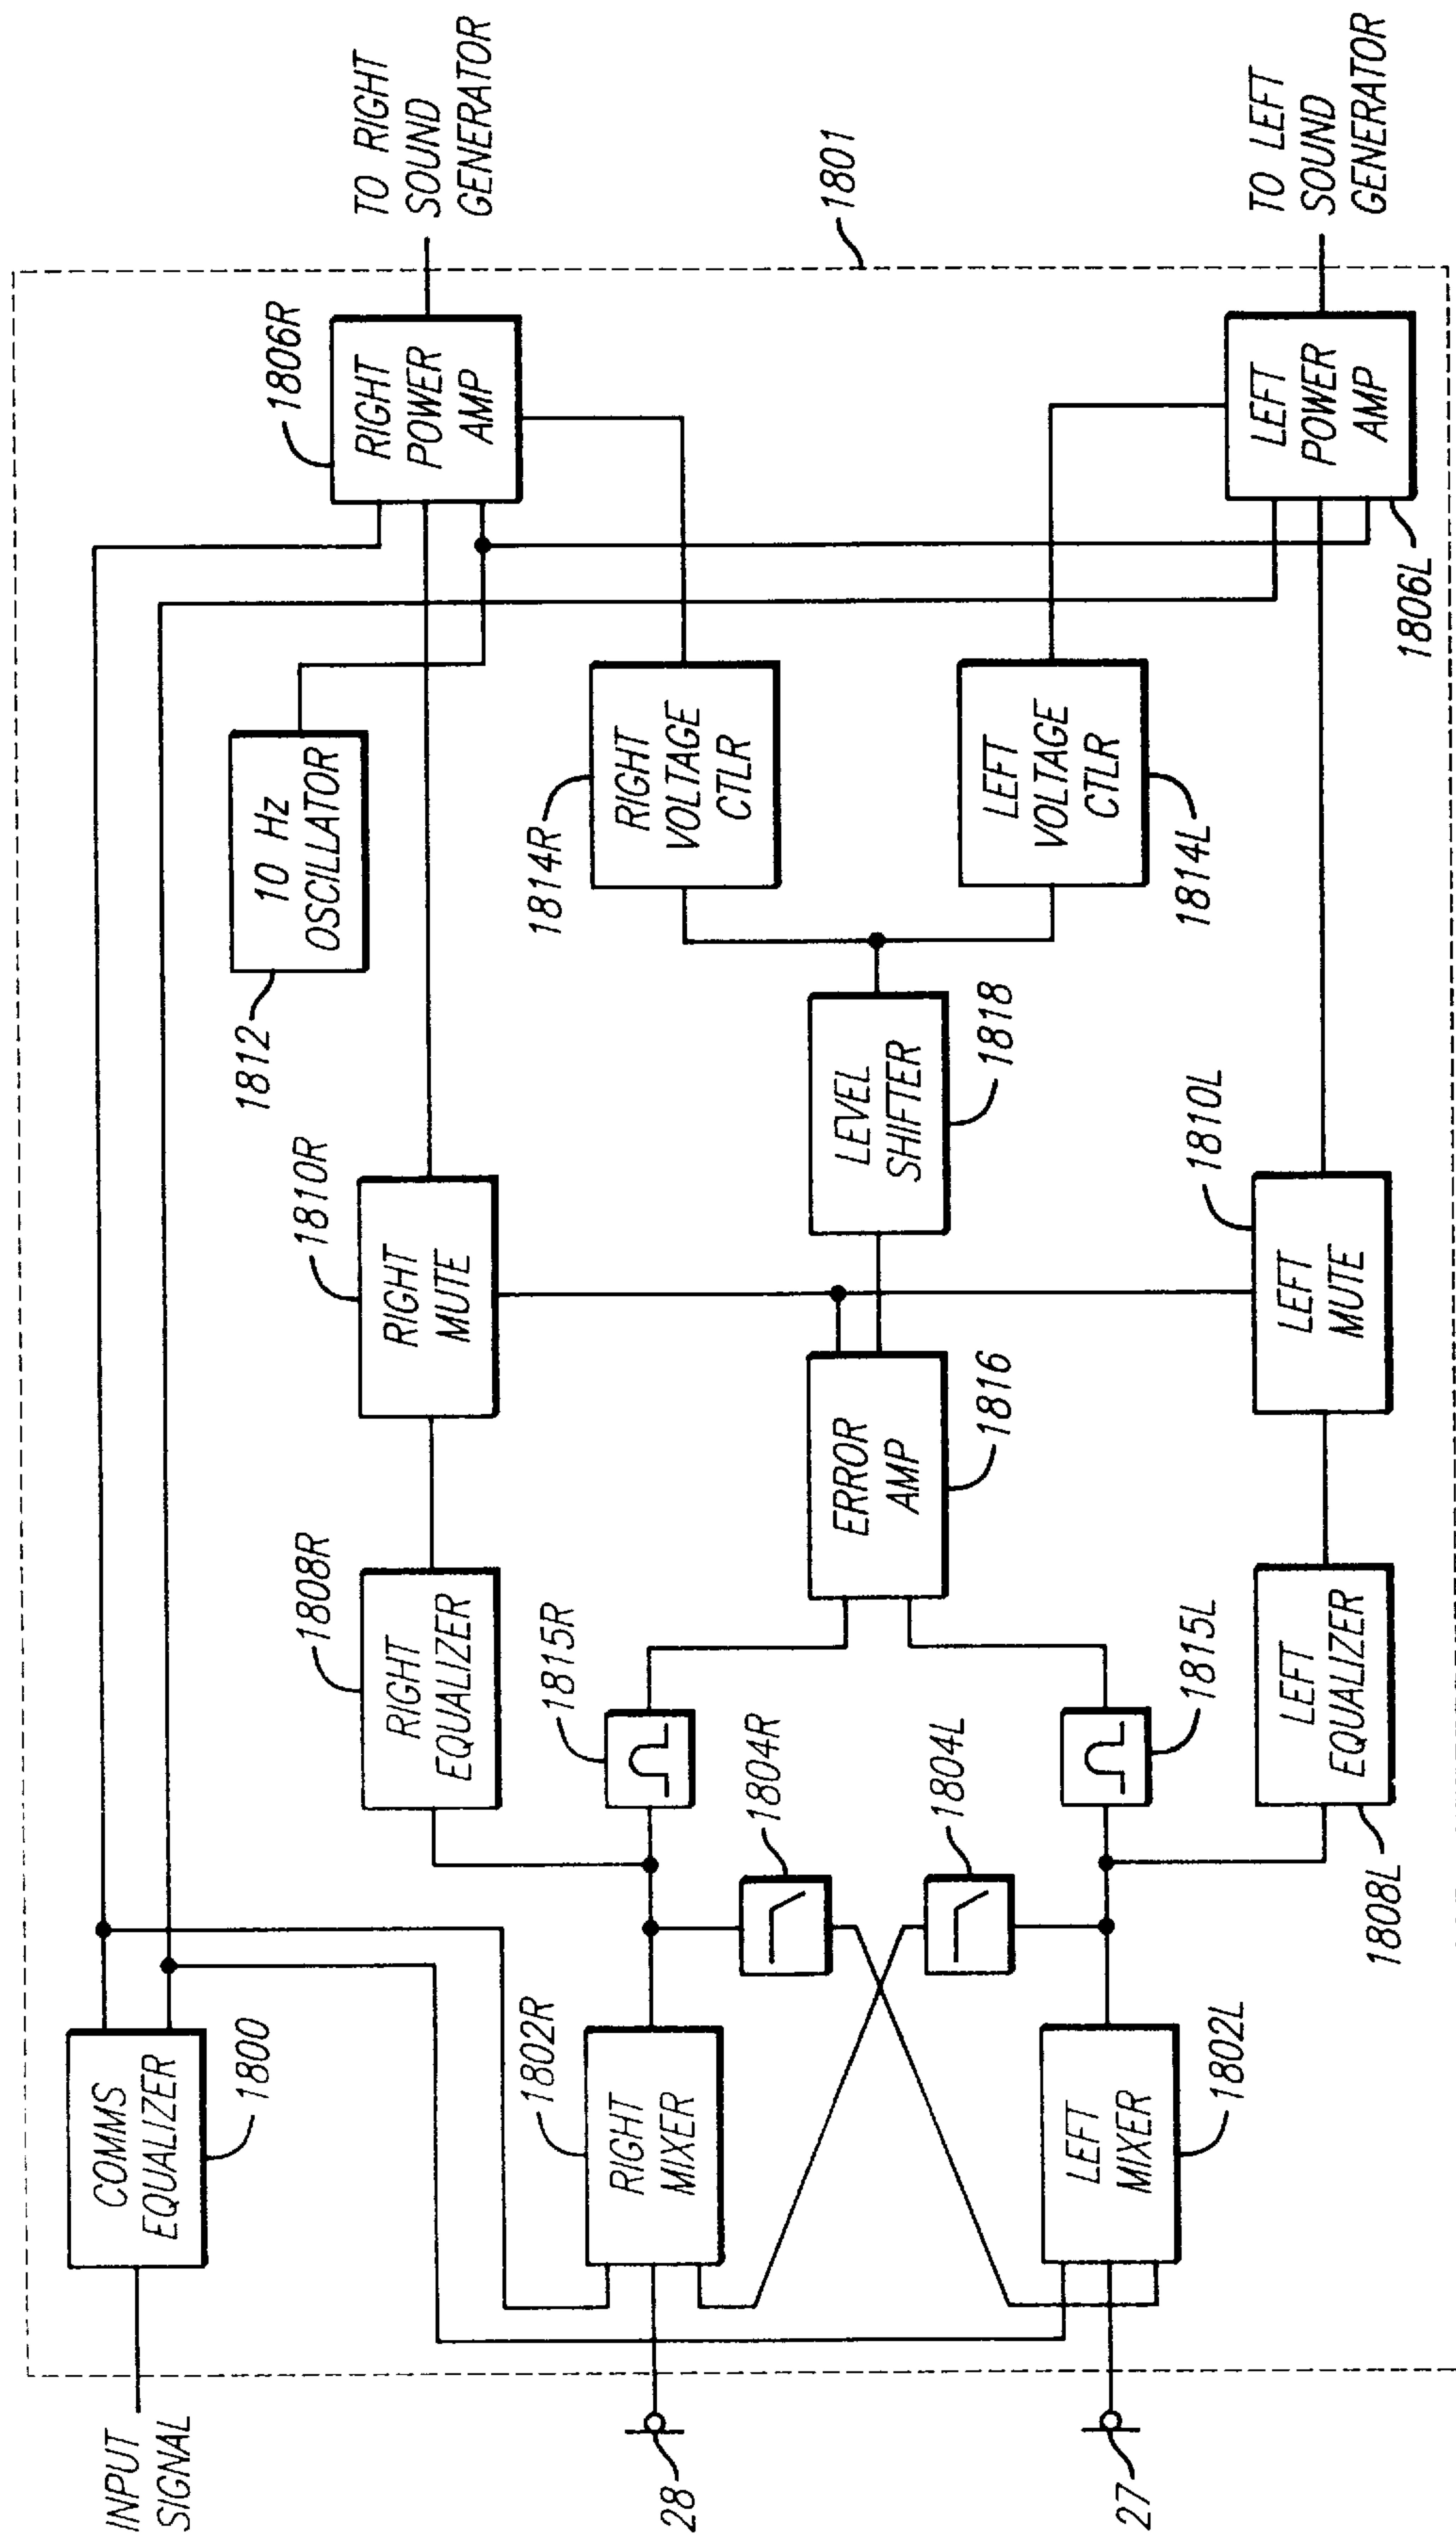 INPUT
SIGNAL
COMMS
EQUALIZER
1800
28
27
RIGHT
MIXER
1802R
LEFT
MIXER
1802L
1804R
1804L
RIGHT
EQUALIZER
1808R
1815R
1815L
LEFT
EQUALIZER
1808L
RIGHT
MUTE
1810R
ERROR
AMP
1816
LEFT
MUTE
1810L
LEVEL
SHIFTER
1818
10 Hz
OSCILLATOR
1812
RIGHT
VOLTAGE
CTLR
1814R
LEFT
VOLTAGE
CTLR
1814L
RIGHT
POWER
AMP
1806R
LEFT
POWER
AMP
1806L
1801
TO RIGHT
SOUND
GENERATOR
TO LEFT
SOUND
GENERATOR